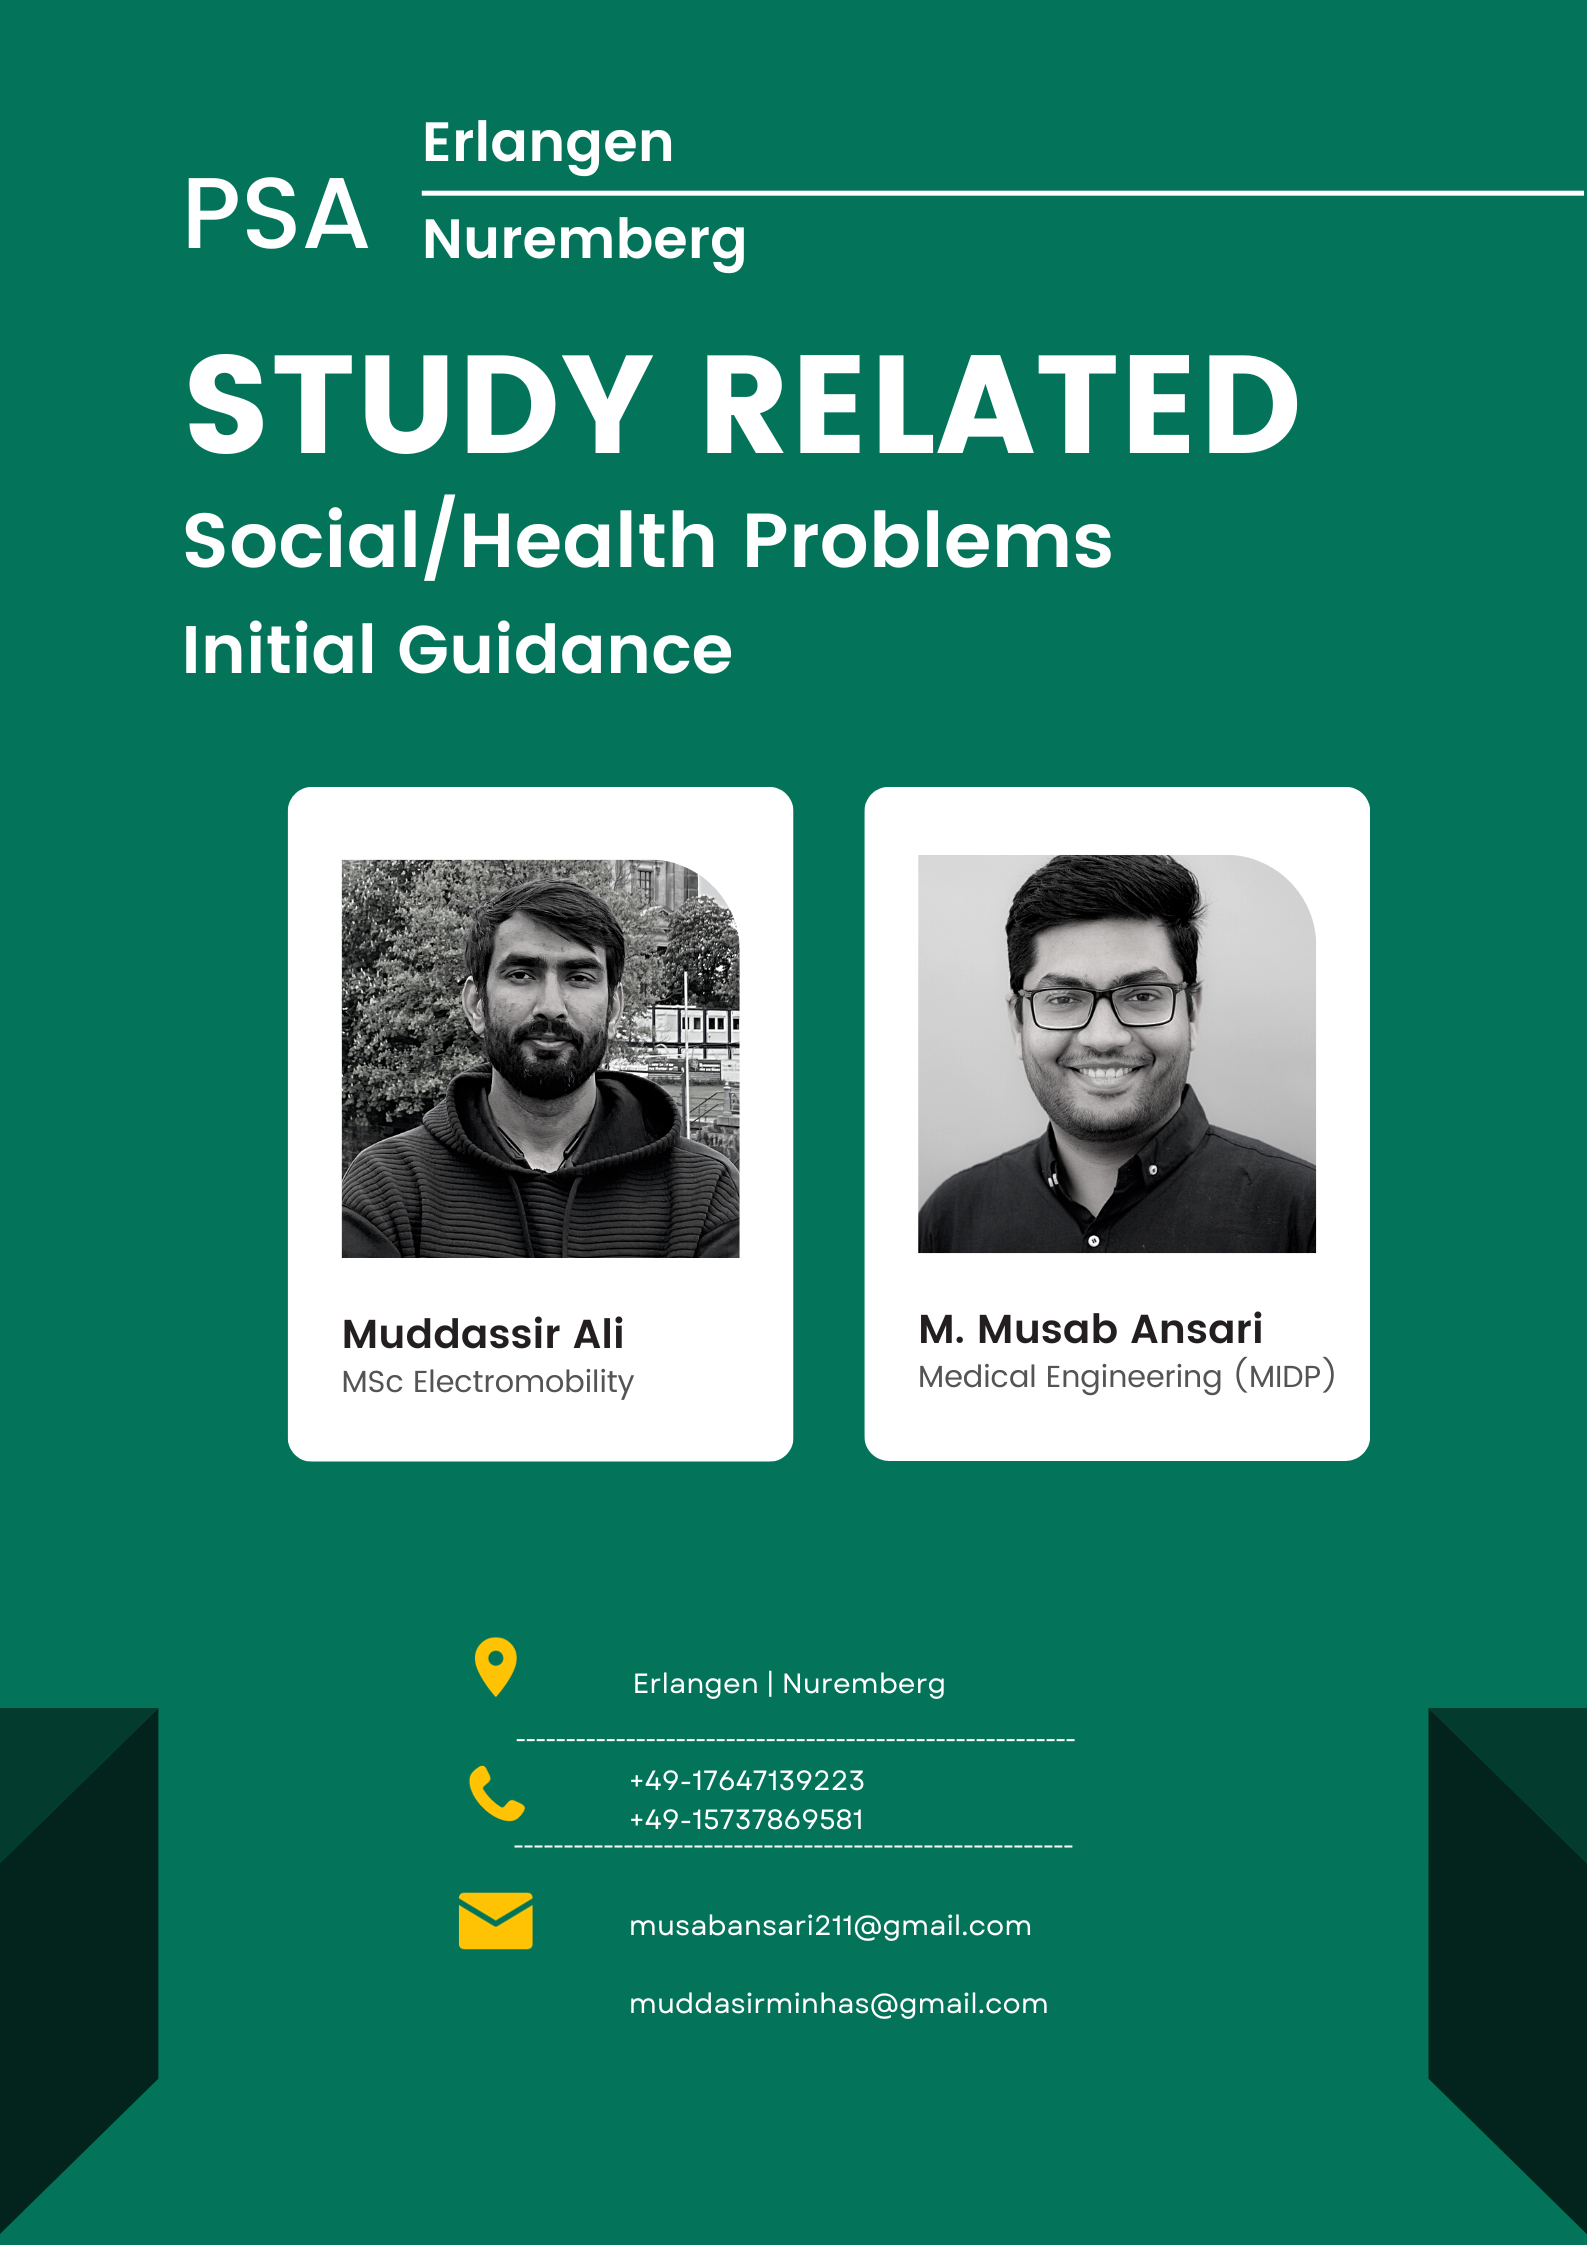 Erlangen
PSA
Nuremberg
STUDY RELATED
Social/Health Problems
Initial Guidance
Muddassir Ali
MSc Electromobility
M. Musab Ansari
Medical Engineering (MIDP)
Erlangen | Nuremberg
+49-17647139223
+49-15737869581
musabansari211@gmail.com
muddasirminhas@gmail.com